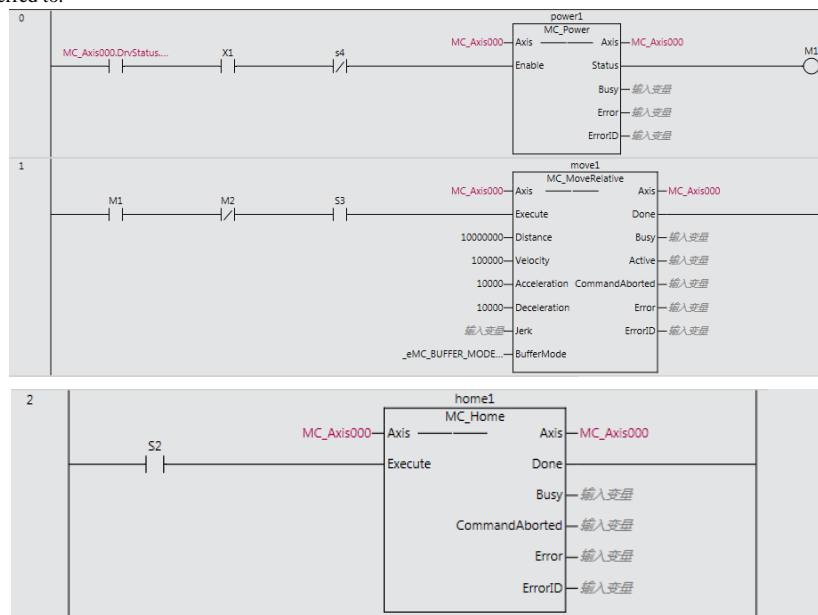 erred to.
0
power1
MC_Power
MC_Axis000.DrvStatus....
X1
s4
MC_Axis000
Axis
Axis
MC_Axis000
M1
Enable
Status
Busy
输入变量
Error
输入变量
ErrorID
输入变量
1
move1
MC_MoveRelative
M1
M2
S3
MC_Axis000
Axis
Axis
MC_Axis000
Execute
Done
10000000
Distance
Busy
输入变量
100000
Velocity
Active
输入变量
10000
Acceleration
CommandAborted
输入变量
10000
Deceleration
Error
输入变量
输入变量
Jerk
ErrorID
输入变量
_eMC_BUFFER_MODE...
BufferMode
2
home1
MC_Home
S2
MC_Axis000
Axis
Axis
MC_Axis000
Execute
Done
Busy
输入变量
CommandAborted
输入变量
Error
输入变量
ErrorID
输入变量